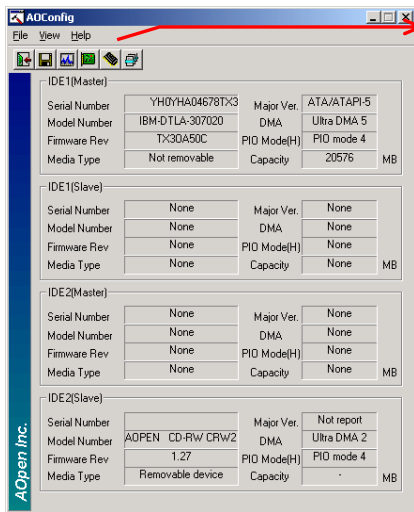 AOConfig
File View Help
IDE1(Master)
Serial Number YH0YHA04678TX3 Major Ver. ATA/ATAPI-5
Model Number IBM-DTLA-307020 DMA Ultra DMA 5
Firmware Rev TX3OA50C PIO Mode(H) PIO mode 4
Media Type Not removable Capacity 20576 MB
IDE1(Slave)
Serial Number None Major Ver. None
Model Number None DMA None
Firmware Rev None PIO Mode(H) None
Media Type None Capacity None MB
IDE2(Master)
Serial Number None Major Ver. None
Model Number None DMA None
Firmware Rev None PIO Mode(H) None
Media Type None Capacity None MB
IDE2(Slave)
Serial Number Major Ver. Not report
Model Number AOPEN CD-RW CRW2 DMA Ultra DMA 2
Firmware Rev 1.27 PIO Mode(H) PIO mode 4
Media Type Removable device Capacity - MB
AOpen Inc.